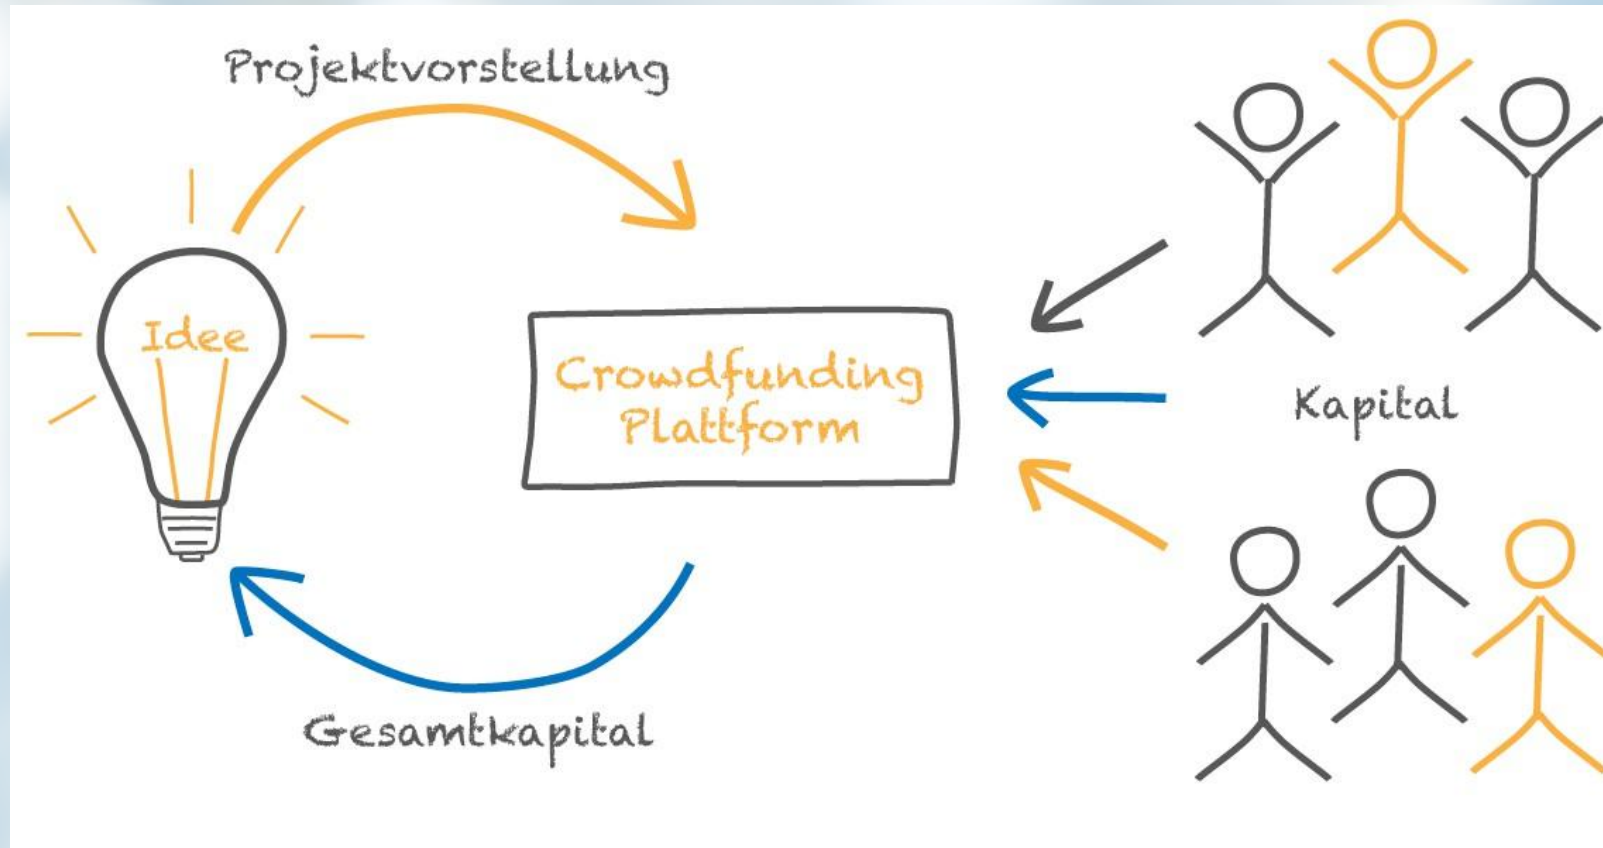 Projektvorstellung
Idee
Crowdfunding
Plattform
Kapital
Gesamtkapital